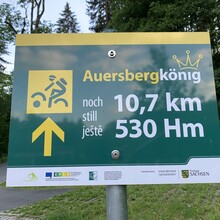 Auersbergkönig
noch 10,7 km
still
ještě 530 Hm
SACHSEN